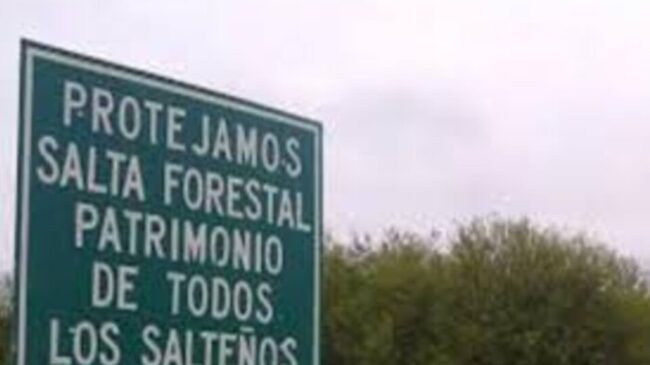 PROTEJAMOS
SALTA FORESTAL
PATRIMONIO
DE TODOS
LOS SALTEÑOS